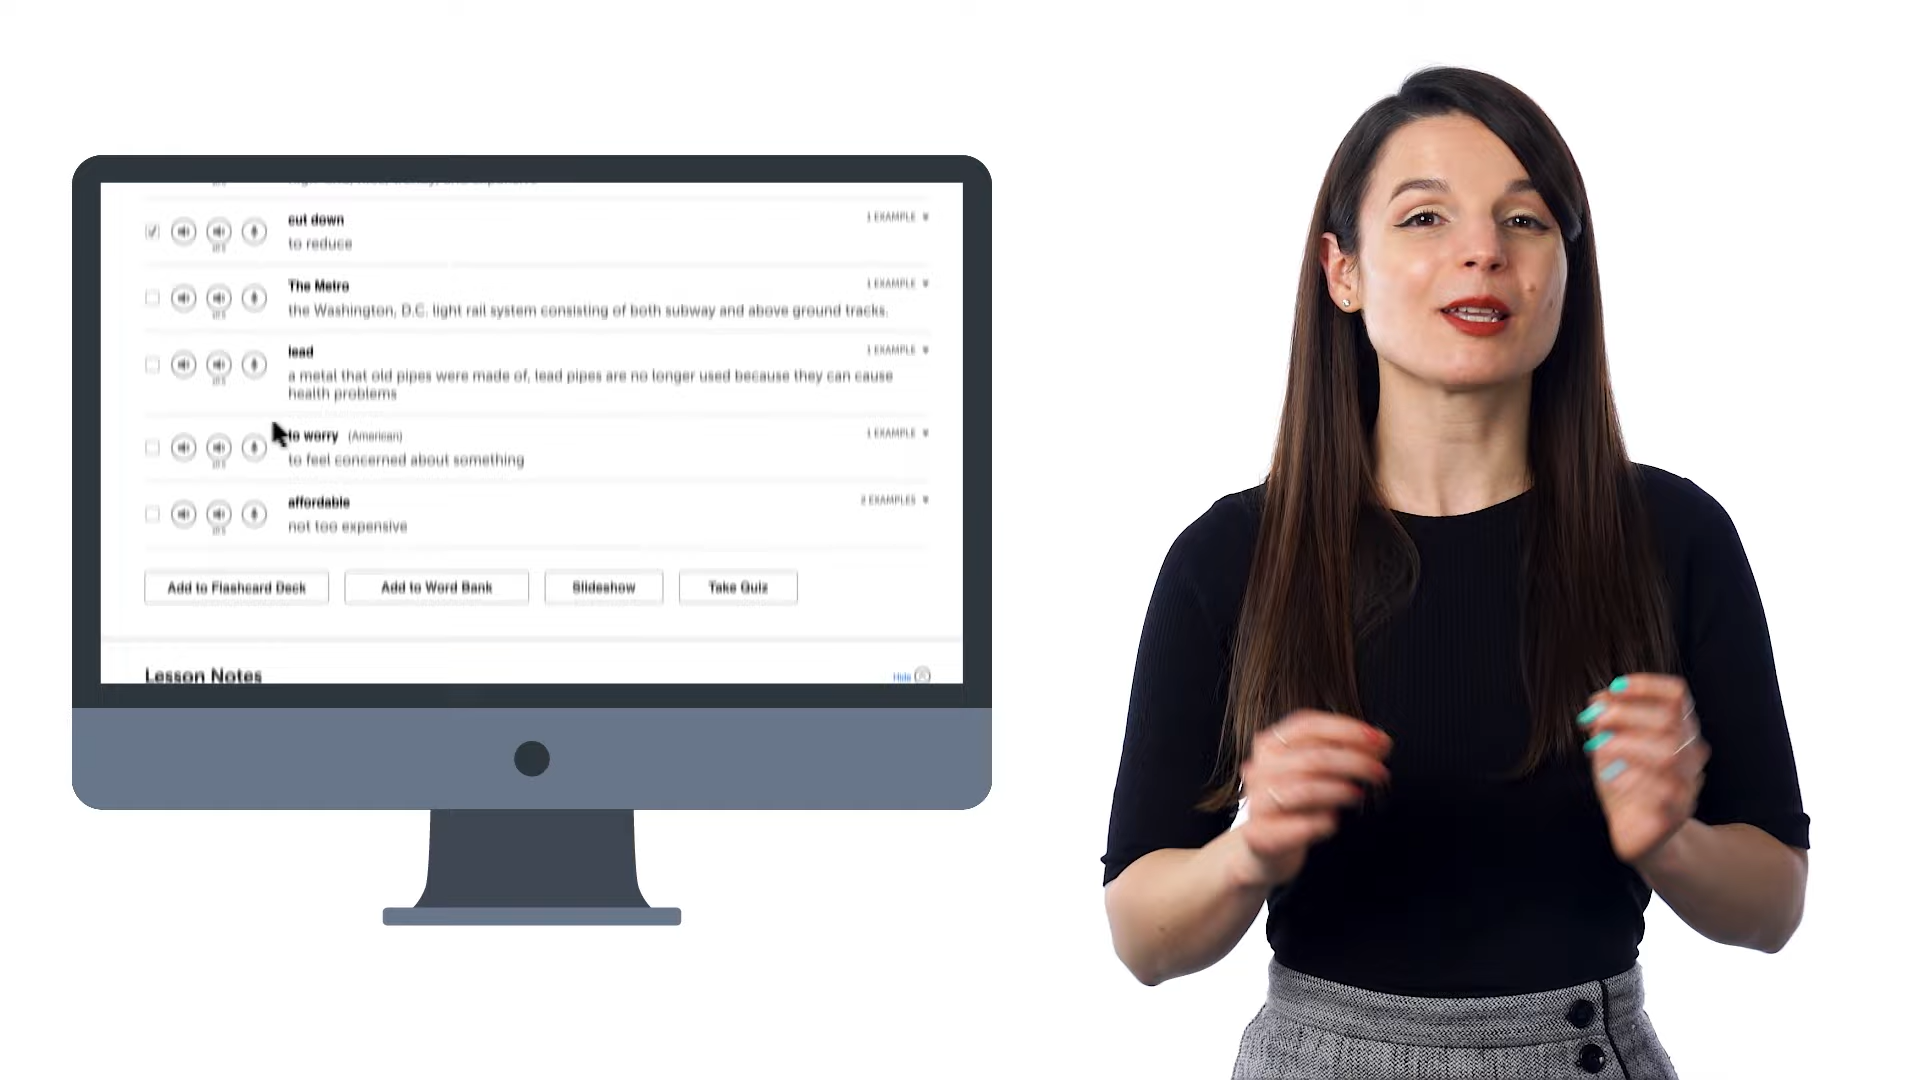 cut down
1 EXAMPLE
to reduce
The Metro
1 EXAMPLE
the Washington, D.C. light rail system consisting of both subway and above ground tracks.
lead
1 EXAMPLE
a metal that old pipes were made of, lead pipes are no longer used because they can cause
health problems
to worry (American)
1 EXAMPLE
to feel concerned about something
affordable
2 EXAMPLES
not too expensive
Add to Flashcard Deck
Add to Word Bank
Slideshow
Take Quiz
Lesson Notes
Hide